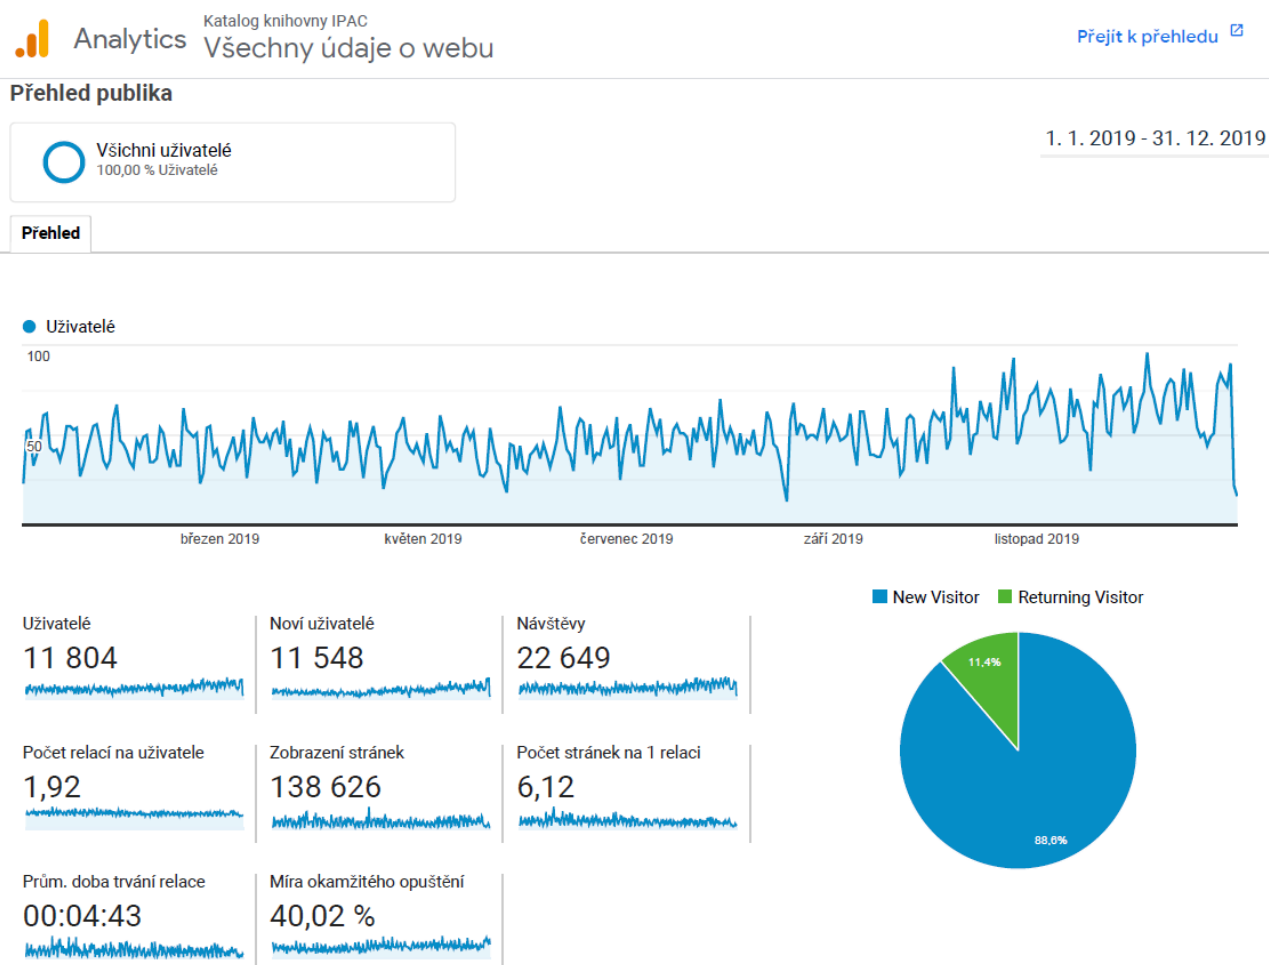 Analytics
Katalog knihovny IPAC
Všechny údaje o webu
Přejít k přehledu
Přehled publika
Všichni uživatelé
100,00 % Uživatelé
1. 1. 2019 - 31. 12. 2019
Přehled
Uživatelé
100
50
březen 2019
květen 2019
červenec 2019
září 2019
listopad 2019
New Visitor
Returning Visitor
Uživatelé
11 804
Noví uživatelé
11 548
Návštěvy
22 649
11,4%
88,6%
Počet relací na uživatele
1,92
Zobrazení stránek
138 626
Počet stránek na 1 relaci
6,12
Prům. doba trvání relace
00:04:43
Míra okamžitého opuštění
40,02 %